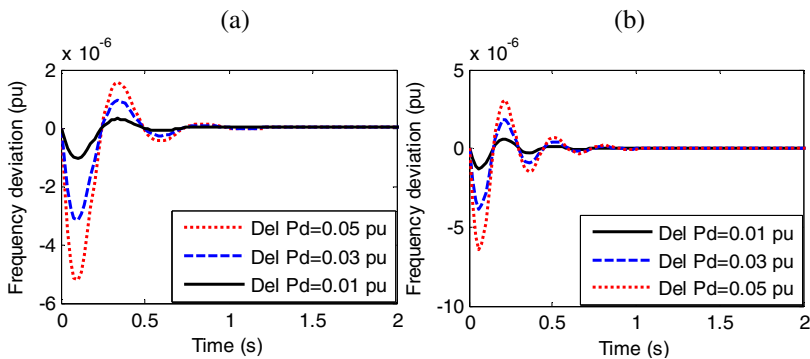 (a)
x 10⁻⁶
2
0
-2
-4
-6
Frequency deviation (pu)
Del Pd=0.05 pu
Del Pd=0.03 pu
Del Pd=0.01 pu
0 0.5 1 1.5 2
Time (s)
(b)
x 10⁻⁶
5
0
-5
-10
Frequency deviation (pu)
Del Pd=0.01 pu
Del Pd=0.03 pu
Del Pd=0.05 pu
0 0.5 1 1.5 2
Time (s)